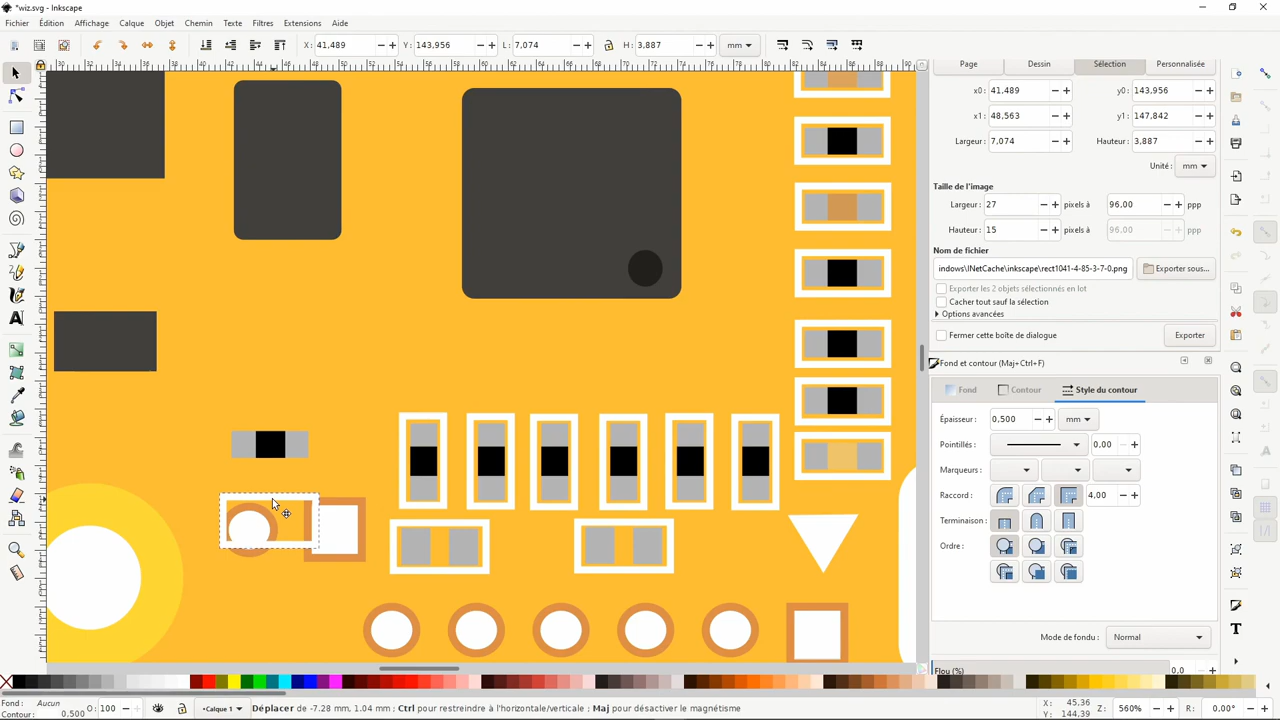 *wiz.svg - Inkscape
Fichier Édition Affichage Calque Objet Chemin Texte Filtres Extensions Aide
X: 41,489 Y: 143,956 L: 7,074 H: 3,887 mm
Page Dessin Sélection Personnalisée
x0: 41,489 y0: 143,956
x1: 48,563 y1: 147,842
Largeur : 7,074 Hauteur : 3,887
Unité : mm
Taille de l'image
Largeur : 27 pixels à 96.00 ppp
Hauteur : 15 pixels à 96.00 ppp
Nom de fichier
indows\INetCache\inkscape\rect1041-4-85-3-7-0.png Exporter sous...
Exporter les 2 objets sélectionnés en lot
Cacher tout sauf la sélection
Options avancées
Fermer cette boîte de dialogue Exporter
Fond et contour (Maj+Ctrl+F)
Fond Contour Style du contour
Épaisseur : 0,500 mm
Pointillés : 0.00
Marqueurs :
Raccord : 4,00
Terminaison :
Ordre :
Mode de fondu : Normal
Flou (%) 0,0
Fond : Aucun
Contour : 0,500
O: 100 Calque 1 Déplacer de -7.28 mm, 1.04 mm ; Ctrl pour restreindre à l'horizontale/verticale ; Maj pour désactiver le magnétisme
X: 45,36
Y: 144,39
Z: 560% R: 0,00°